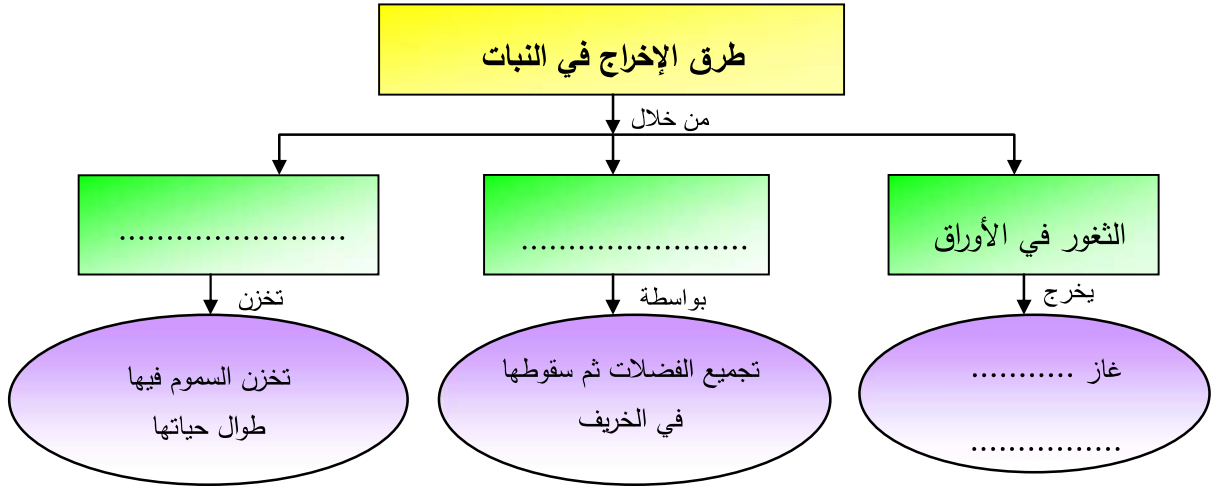 طرق الإخراج في النبات
من خلال
الثغور في الأوراق
........................
........................
يخرج
بواسطة
تخزن
غاز ...........
................
تجميع الفضلات ثم سقوطها
في الخريف
تخزن السموم فيها
طوال حياتها